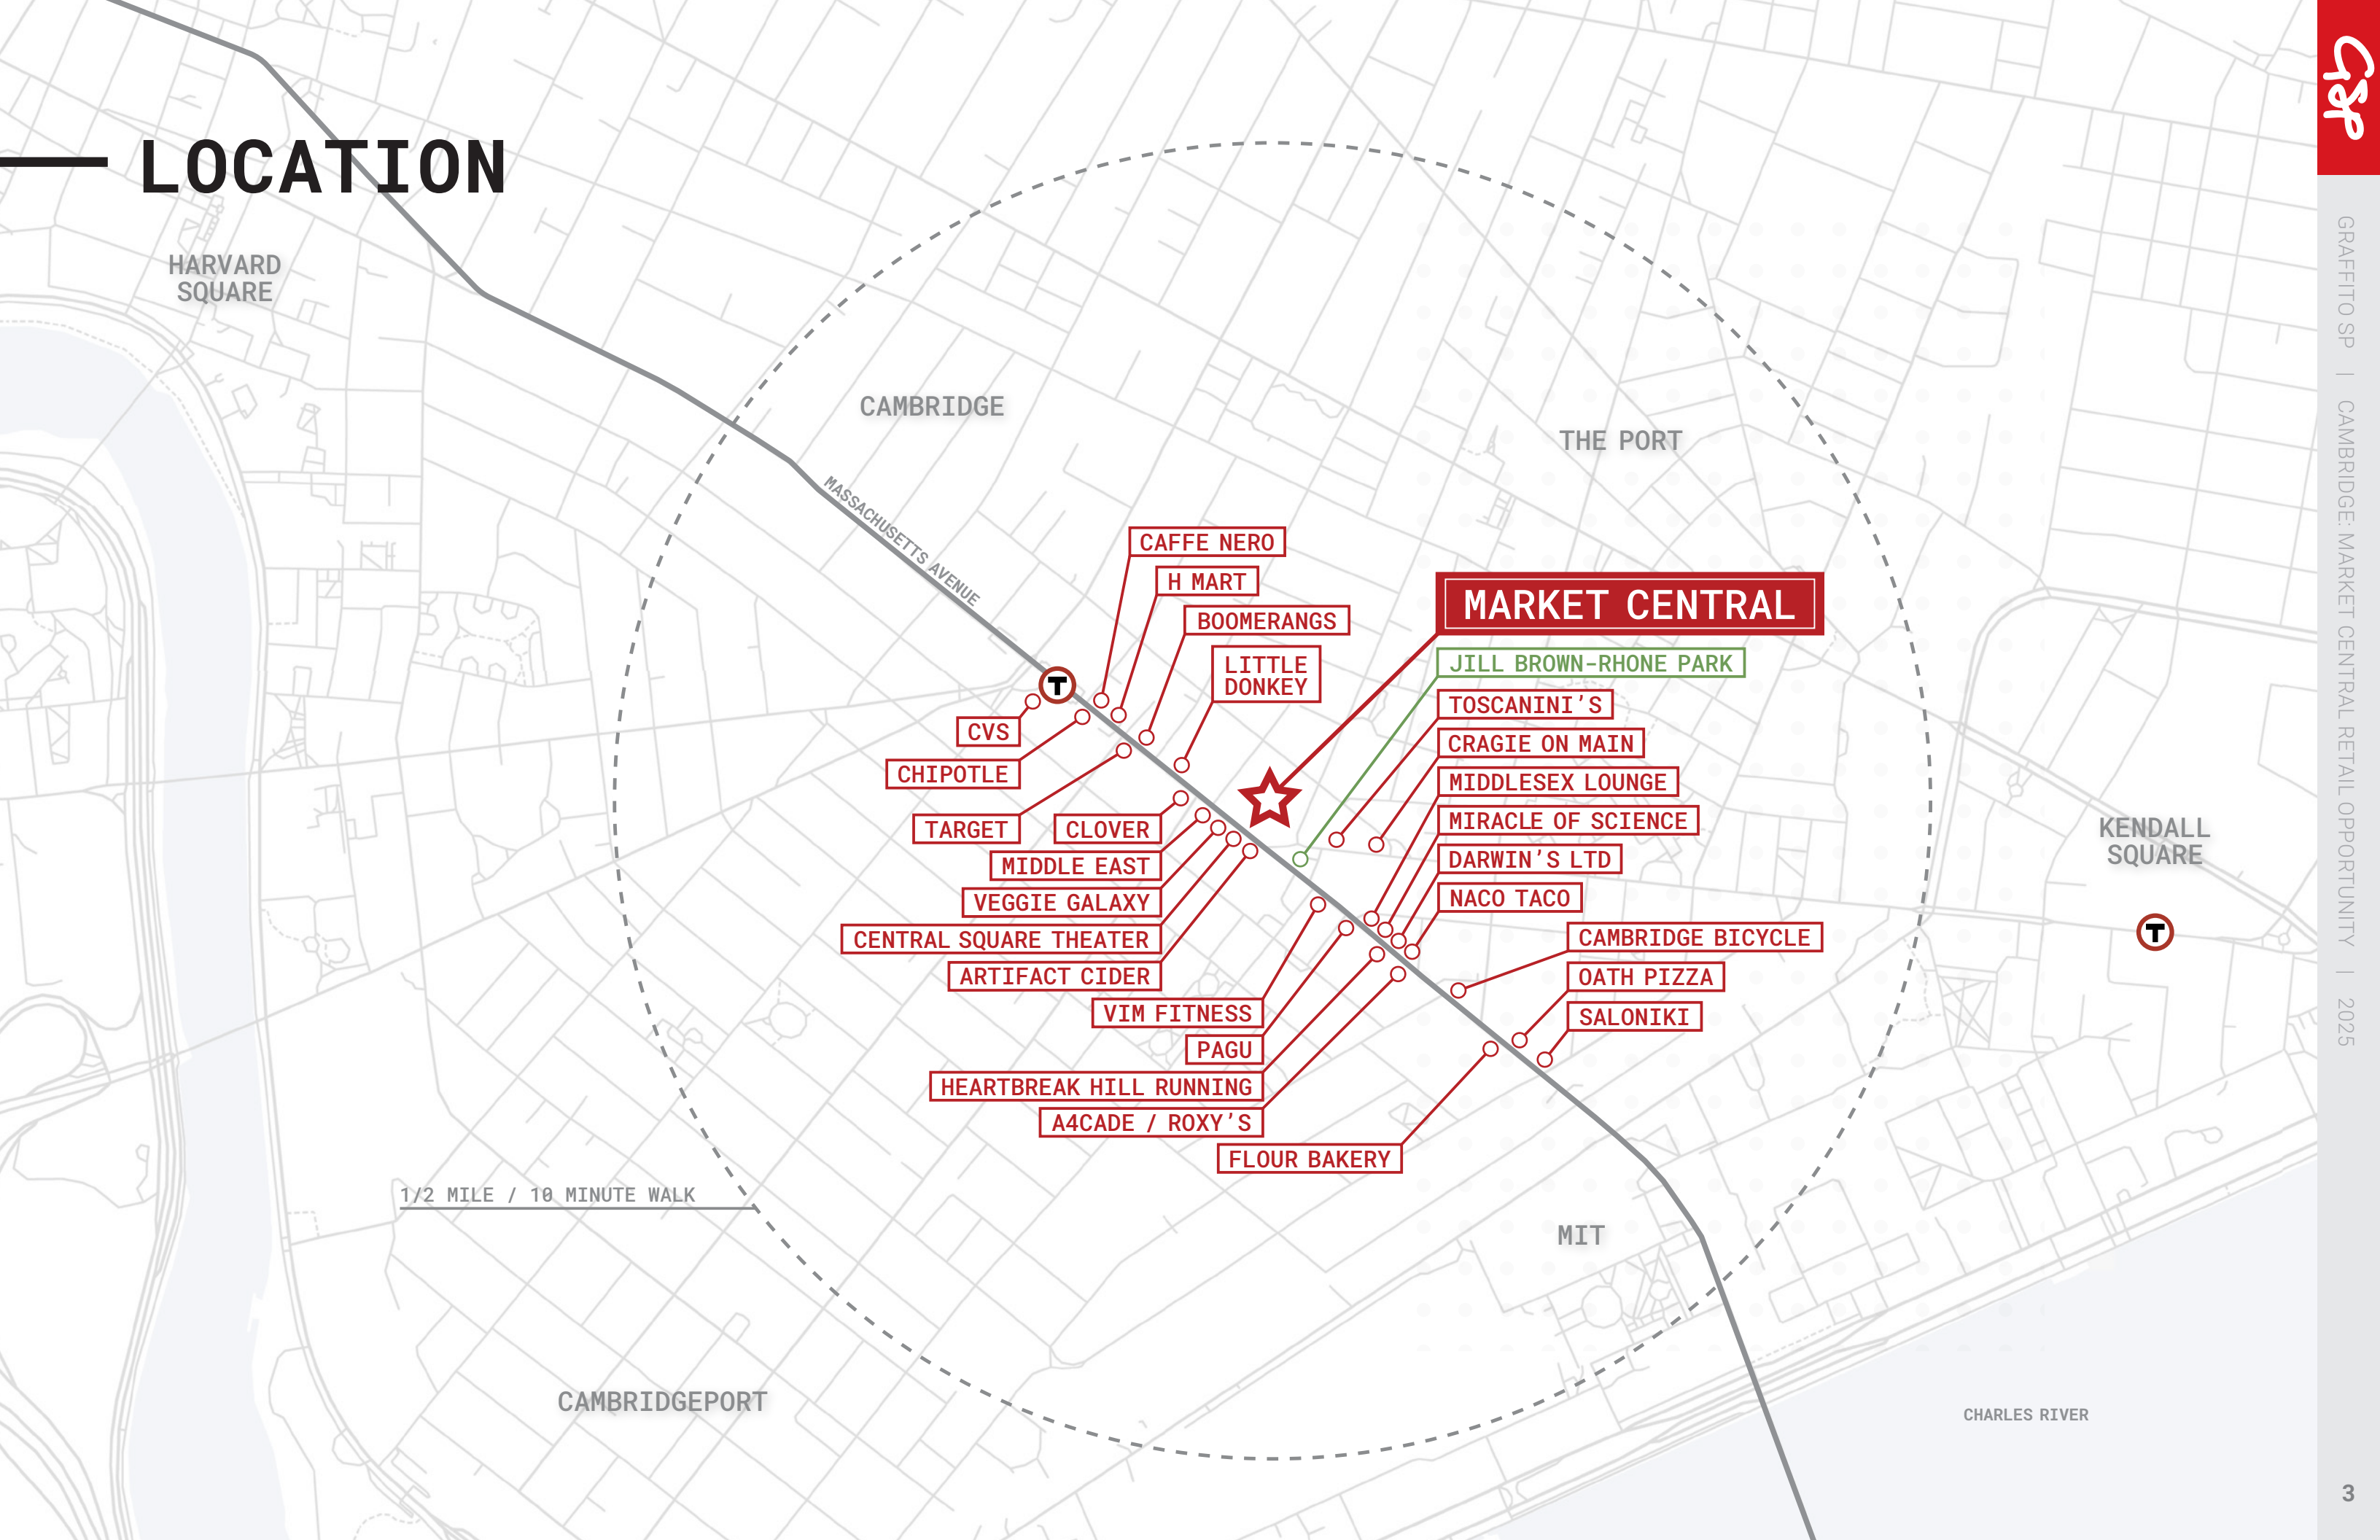 LOCATION
HARVARD
SQUARE
CAMBRIDGE
THE PORT
MASSACHUSETTS AVENUE
CAFFE NERO
H MART
BOOMERANGS
LITTLE
DONKEY
MARKET CENTRAL
JILL BROWN-RHONE PARK
TOSCANINI'S
CRAGIE ON MAIN
MIDDLESEX LOUNGE
MIRACLE OF SCIENCE
DARWIN'S LTD
NACO TACO
T
CVS
CHIPOTLE
TARGET
CLOVER
MIDDLE EAST
VEGGIE GALAXY
CENTRAL SQUARE THEATER
ARTIFACT CIDER
VIM FITNESS
PAGU
HEARTBREAK HILL RUNNING
A4CADE / ROXY'S
FLOUR BAKERY
CAMBRIDGE BICYCLE
OATH PIZZA
SALONIKI
KENDALL
SQUARE
T
1/2 MILE / 10 MINUTE WALK
MIT
CAMBRIDGEPORT
CHARLES RIVER
GSP
GRAFFITO SP | CAMBRIDGE: MARKET CENTRAL RETAIL OPPORTUNITY | 2025
3